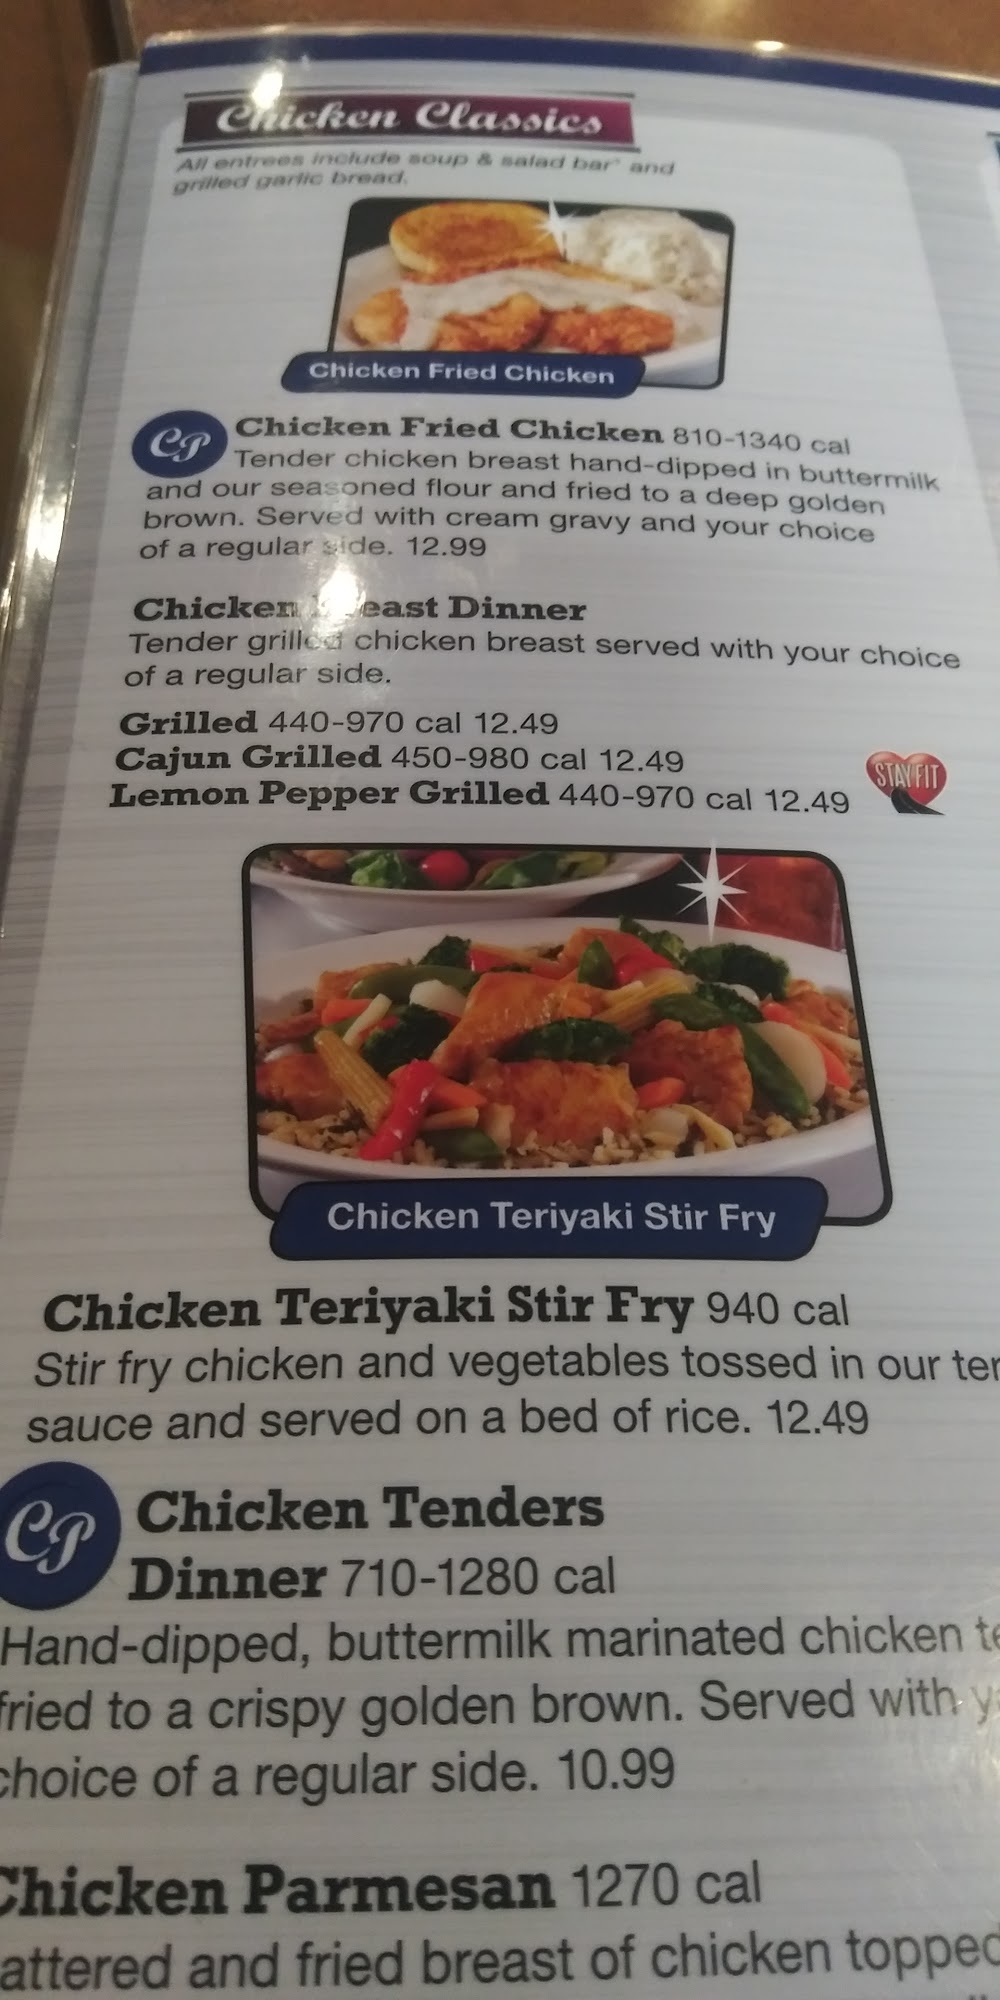 Chicken Classics
All entrees include soup & salad bar* and
grilled garlic bread.
Chicken Fried Chicken
CP Chicken Fried Chicken 810-1340 cal
Tender chicken breast hand-dipped in buttermilk
and our seasoned flour and fried to a deep golden
brown. Served with cream gravy and your choice
of a regular side. 12.99
Chicken Breast Dinner
Tender grilled chicken breast served with your choice
of a regular side.
Grilled 440-970 cal 12.49
Cajun Grilled 450-980 cal 12.49
Lemon Pepper Grilled 440-970 cal 12.49
STAY FIT
Chicken Teriyaki Stir Fry
Chicken Teriyaki Stir Fry 940 cal
Stir fry chicken and vegetables tossed in our
sauce and served on a bed of rice. 12.49
CP Chicken Tenders
Dinner 710-1280 cal
Hand-dipped, buttermilk marinated chicken
fried to a crispy golden brown. Served with
choice of a regular side. 10.99
Chicken Parmesan 1270 cal
attered and fried breast of chicken topped